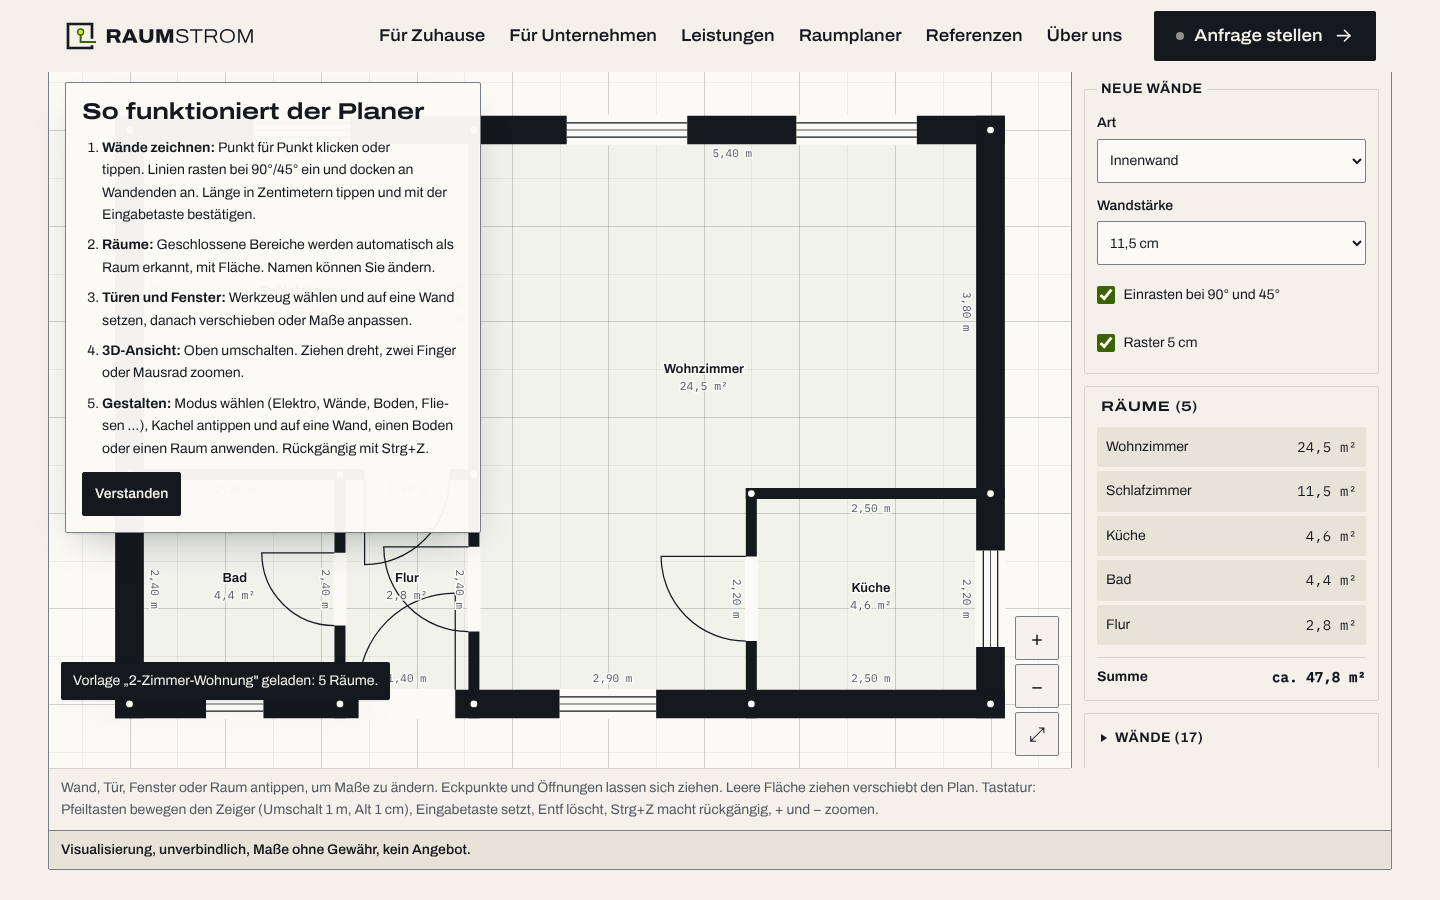 RAUMSTROM
Für Zuhause
Für Unternehmen
Leistungen
Raumplaner
Referenzen
Über uns
Anfrage stellen →
So funktioniert der Planer
1. Wände zeichnen: Punkt für Punkt klicken oder
tippen. Linien rasten bei 90°/45° ein und docken an
Wandenden an. Länge in Zentimetern tippen und mit der
Eingabetaste bestätigen.
2. Räume: Geschlossene Bereiche werden automatisch als
Raum erkannt, mit Fläche. Namen können Sie ändern.
3. Türen und Fenster: Werkzeug wählen und auf eine Wand
setzen, danach verschieben oder Maße anpassen.
4. 3D-Ansicht: Oben umschalten. Ziehen dreht, zwei Finger
oder Mausrad zoomen.
5. Gestalten: Modus wählen (Elektro, Wände, Boden, Flie-
sen ...), Kachel antippen und auf eine Wand, einen Boden
oder einen Raum anwenden. Rückgängig mit Strg+Z.
Verstanden
5,40 m
3,80 m
Wohnzimmer
24,5 m²
2,50 m
Bad
4,4 m²
2,40 m
2,40 m
Flur
2,8 m²
2,40 m
2,20 m
Küche
4,6 m²
2,20 m
1,40 m
2,90 m
2,50 m
Vorlage „2-Zimmer-Wohnung" geladen: 5 Räume.
+
−
NEUE WÄNDE
Art
Innenwand
Wandstärke
11,5 cm
Einrasten bei 90° und 45°
Raster 5 cm
RÄUME (5)
Wohnzimmer 24,5 m²
Schlafzimmer 11,5 m²
Küche 4,6 m²
Bad 4,4 m²
Flur 2,8 m²
Summe ca. 47,8 m²
WÄNDE (17)
Wand, Tür, Fenster oder Raum antippen, um Maße zu ändern. Eckpunkte und Öffnungen lassen sich ziehen. Leere Fläche ziehen verschiebt den Plan. Tastatur:
Pfeiltasten bewegen den Zeiger (Umschalt 1 m, Alt 1 cm), Eingabetaste setzt, Entf löscht, Strg+Z macht rückgängig, + und − zoomen.
Visualisierung, unverbindlich, Maße ohne Gewähr, kein Angebot.